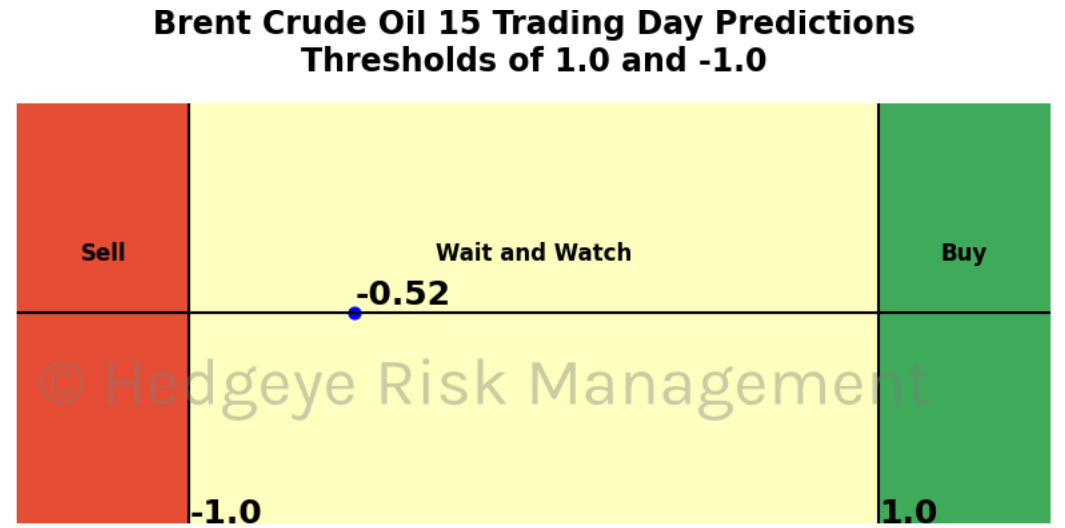 Brent Crude Oil 15 Trading Day Predictions
Thresholds of 1.0 and -1.0
Sell
Wait and Watch
Buy
-0.52
© Hedgeye Risk Management
-1.0
1.0